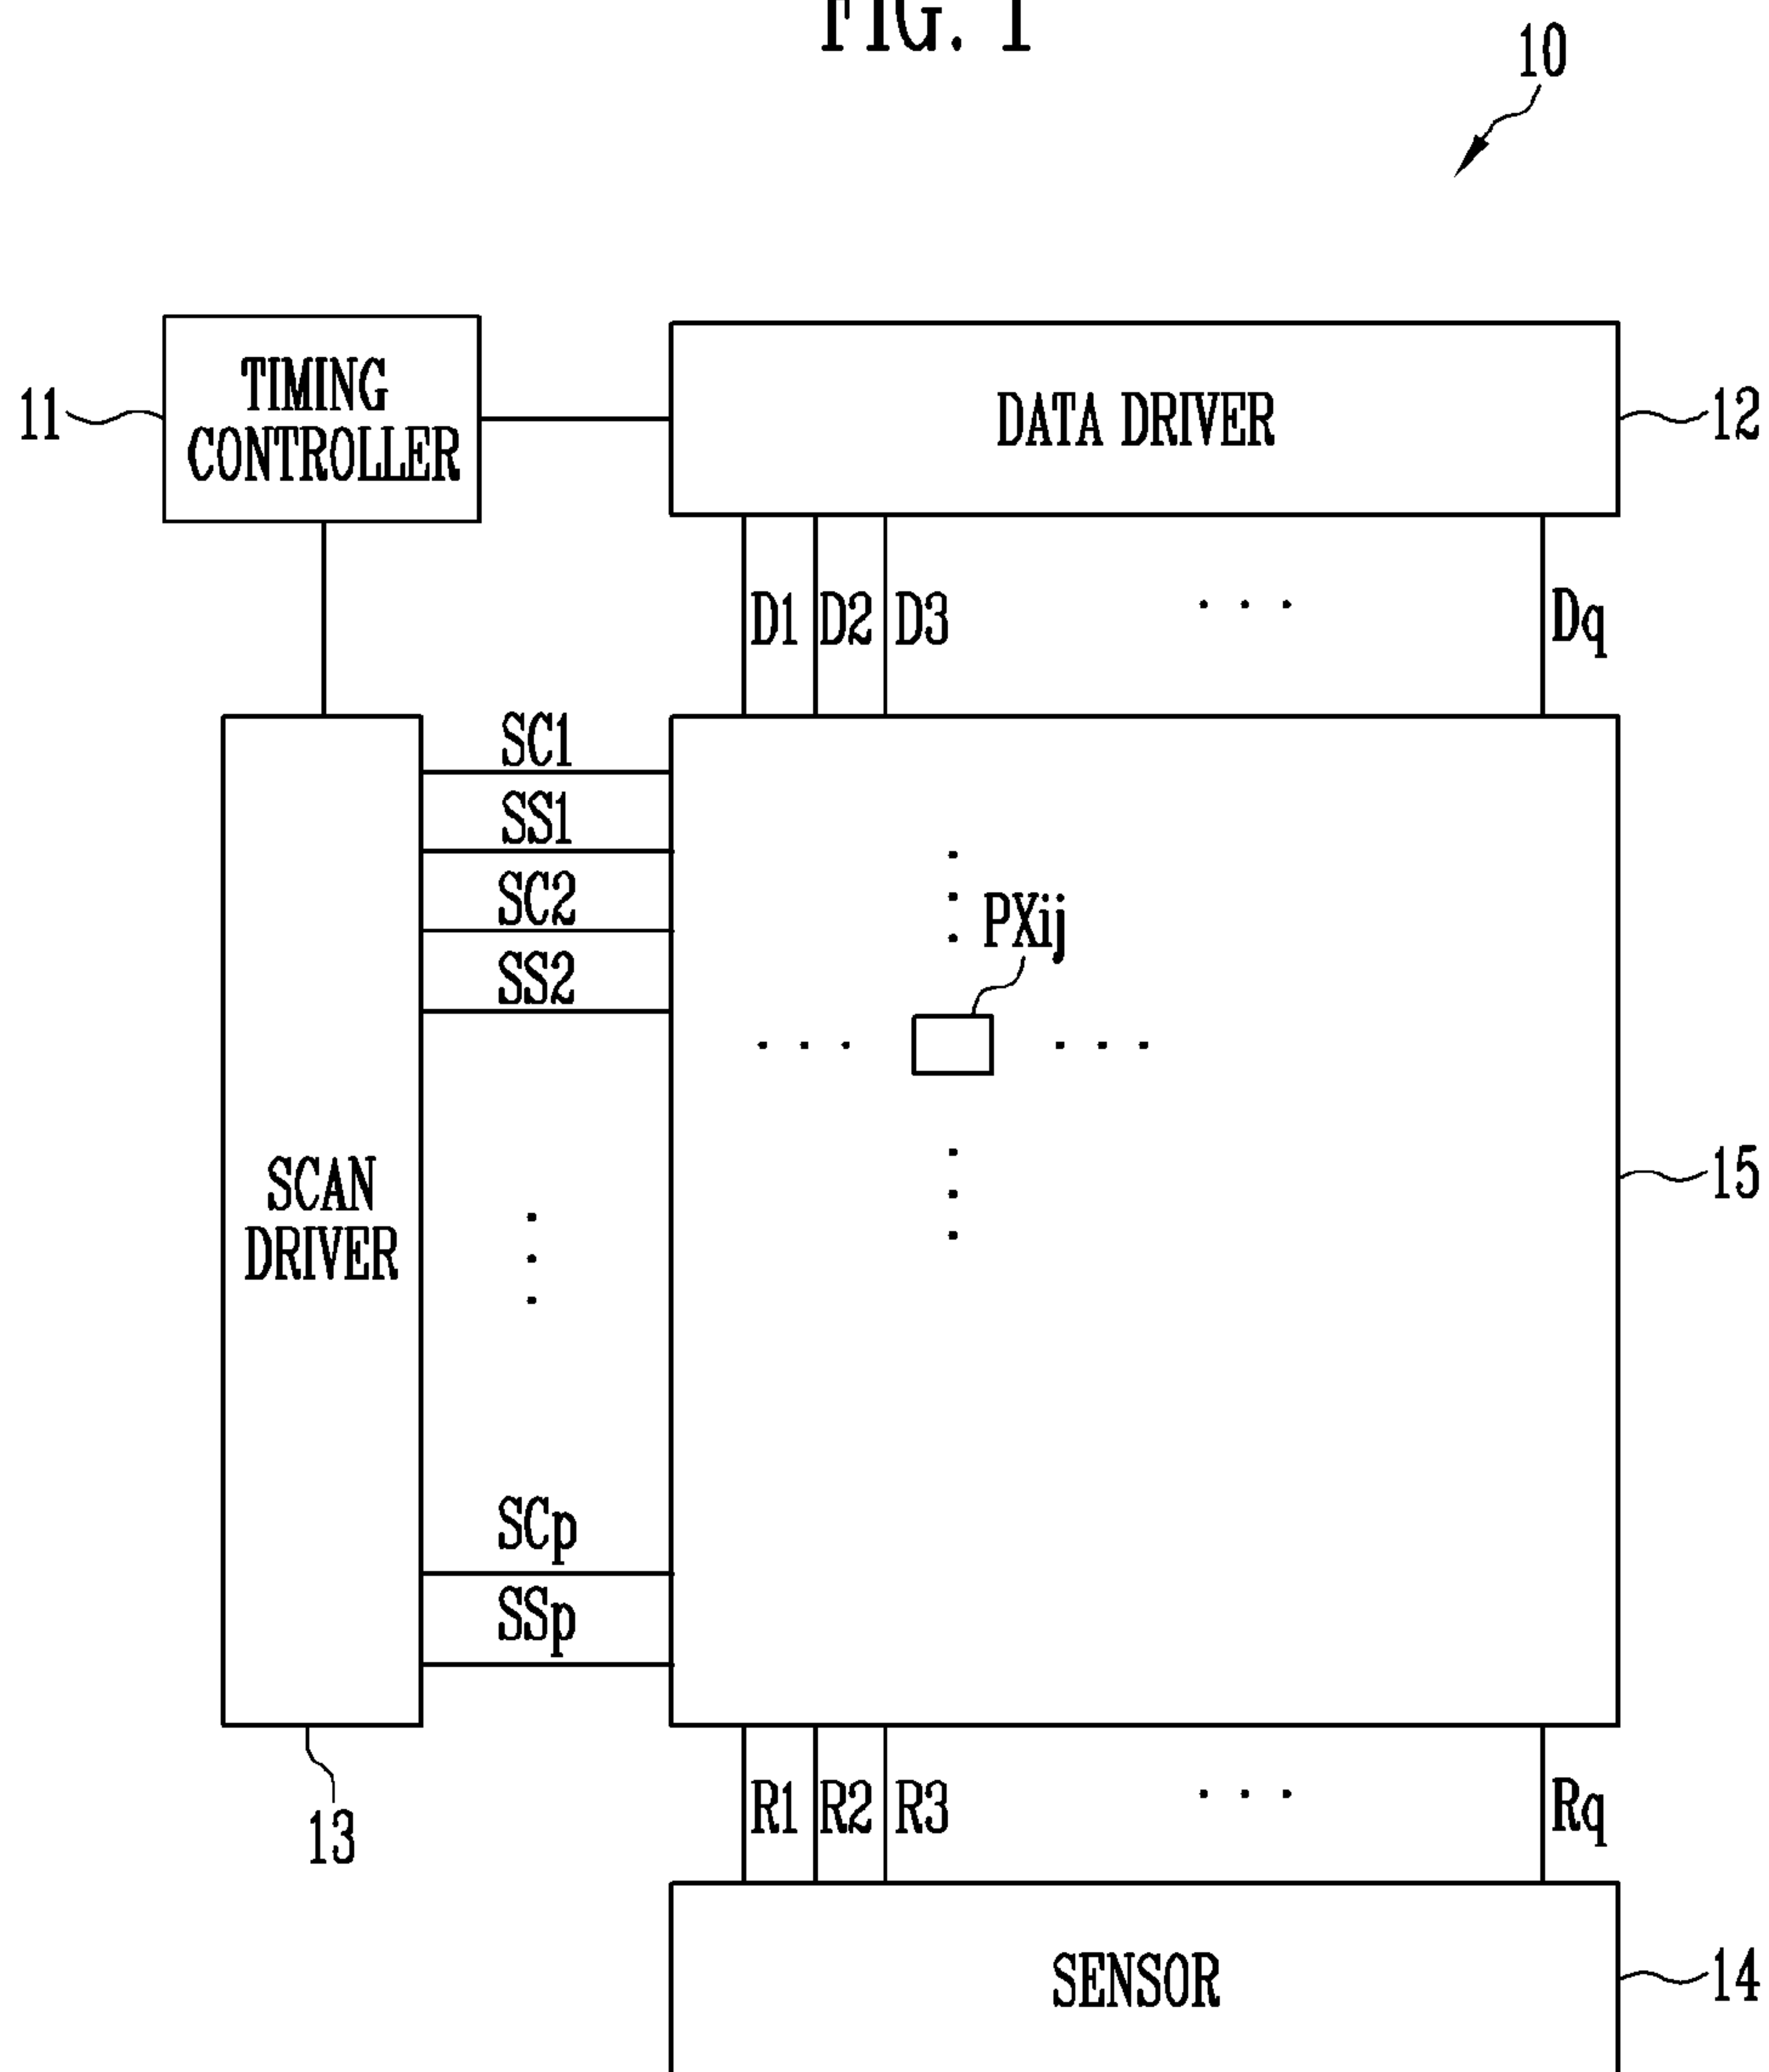 FIG. 1
10
TIMING
CONTROLLER
11
DATA DRIVER
12
D1
D2
D3
. . .
Dq
SC1
SS1
SC2
SS2
PXij
SCAN
DRIVER
15
SCp
SSp
13
R1
R2
R3
. . .
Rq
SENSOR
14